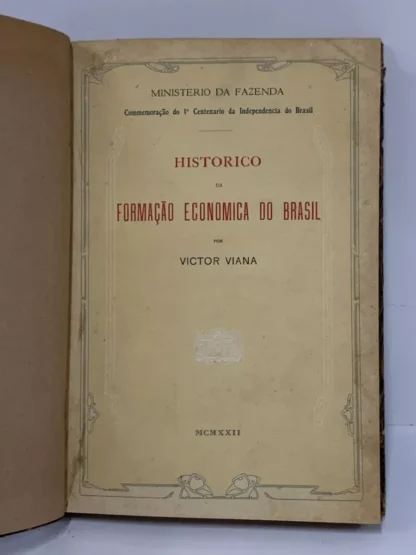 MINISTERIO DA FAZENDA
Commemoração do 1º Centenario da Independencia do Brasil
HISTORICO
DA
FORMAÇÃO ECONOMICA DO BRASIL
POR
VICTOR VIANA
MCMXXII